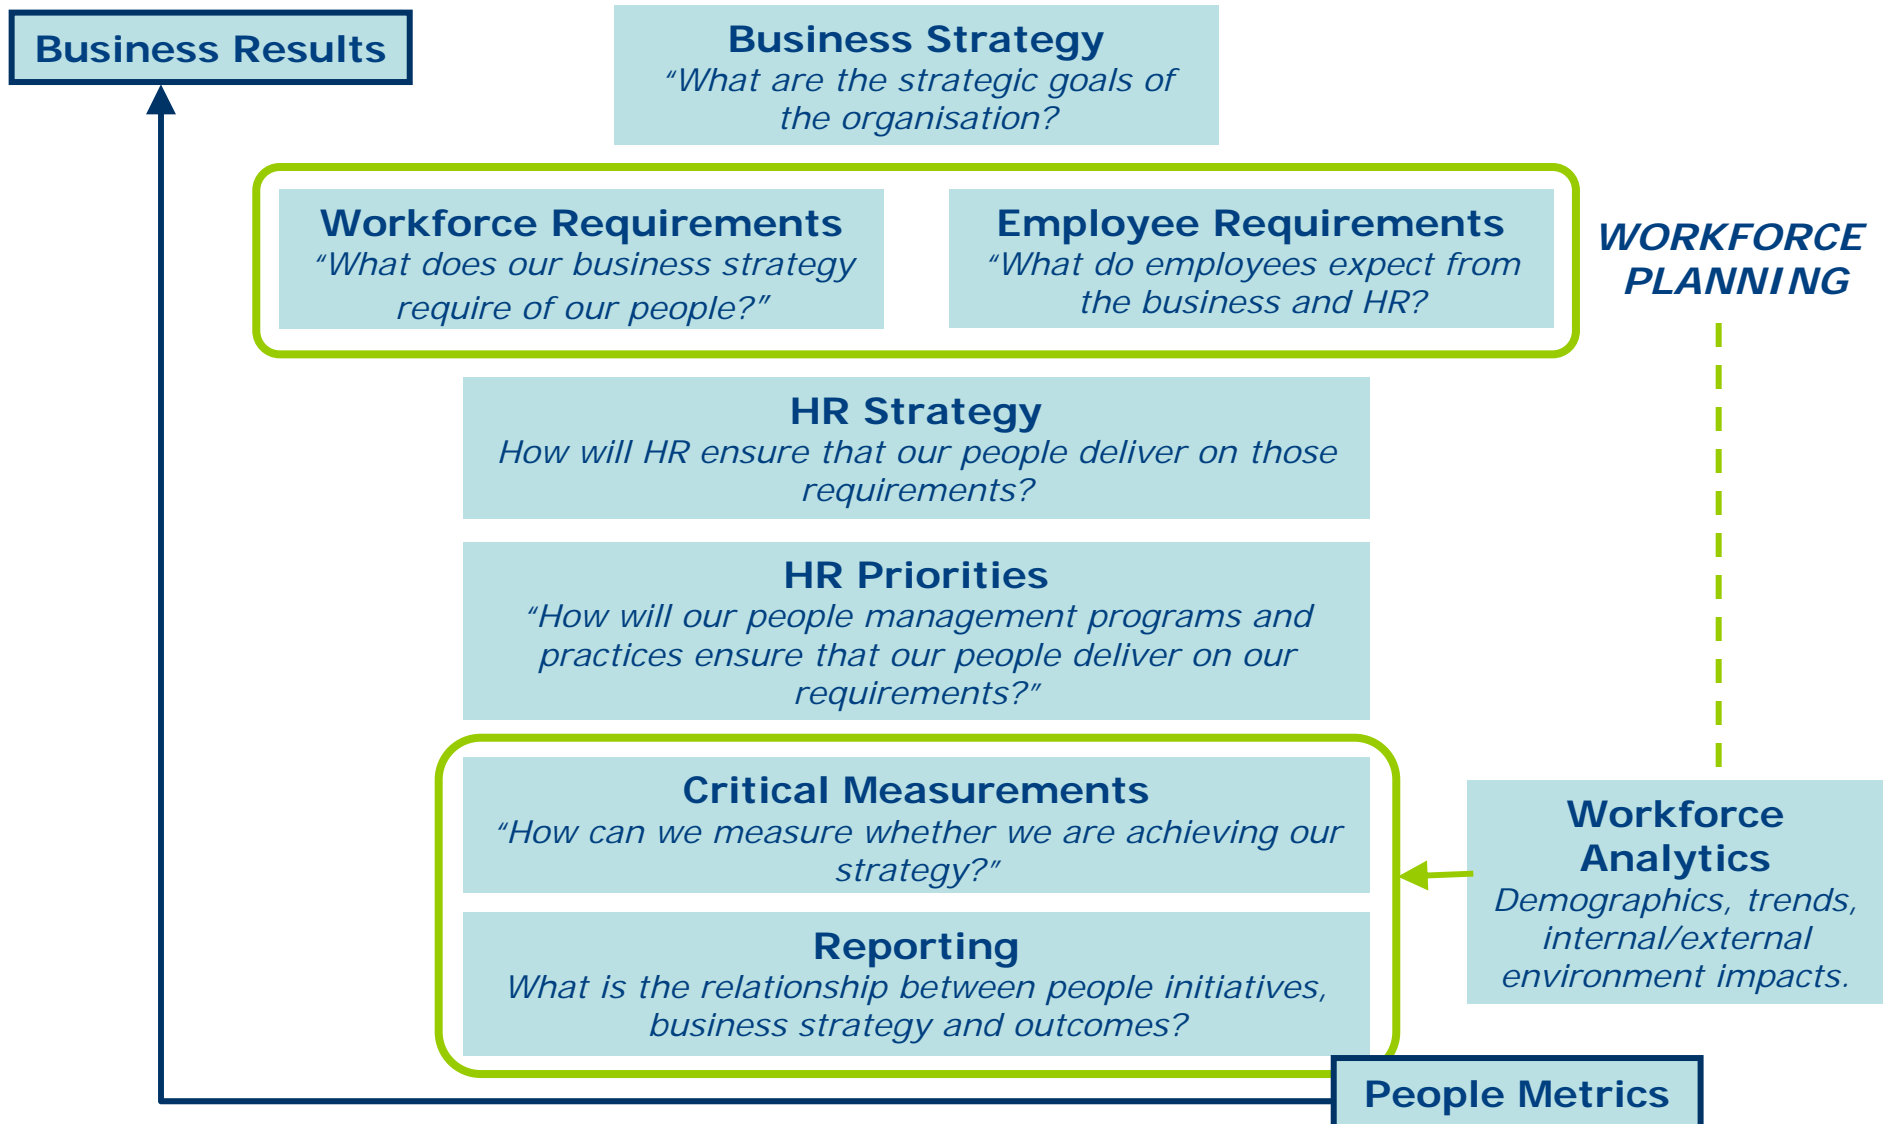 Business Results
Business Strategy
“What are the strategic goals of
the organisation?
Workforce Requirements
“What does our business strategy
require of our people?”
Employee Requirements
“What do employees expect from
the business and HR?
WORKFORCE
PLANNING
HR Strategy
How will HR ensure that our people deliver on those
requirements?
HR Priorities
“How will our people management programs and
practices ensure that our people deliver on our
requirements?”
Critical Measurements
“How can we measure whether we are achieving our
strategy?”
Workforce
Analytics
Demographics, trends,
internal/external
environment impacts.
Reporting
What is the relationship between people initiatives,
business strategy and outcomes?
People Metrics